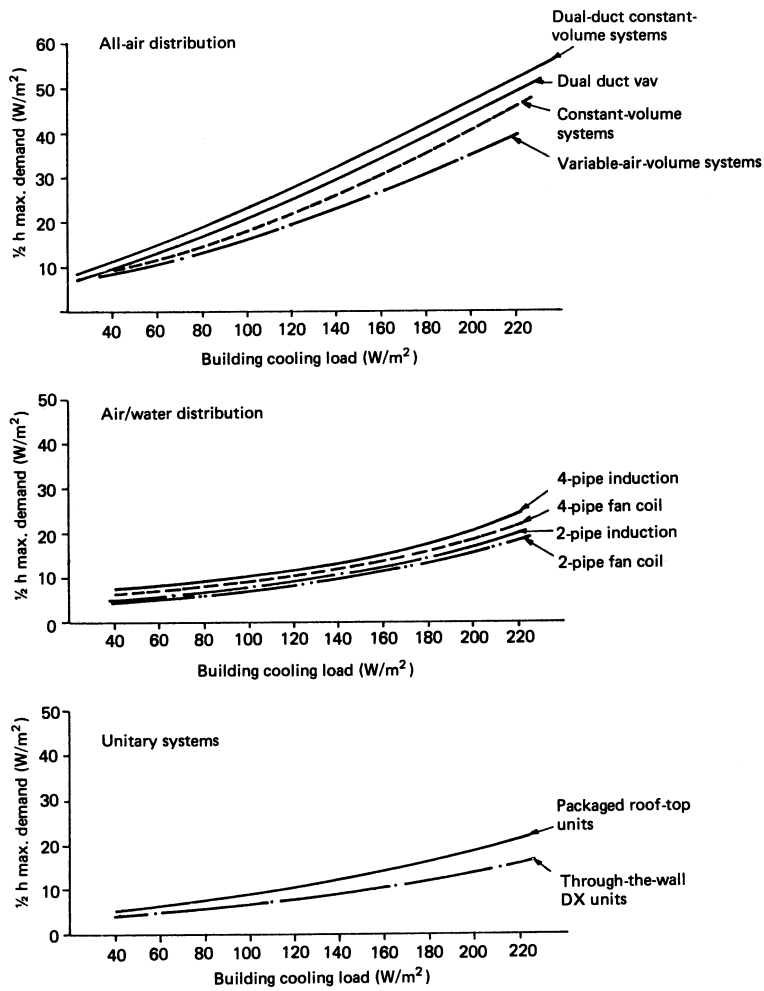 All-air distribution
Dual-duct constant-
volume systems
Dual duct vav
Constant-volume
systems
Variable-air-volume systems
½ h max. demand (W/m²)
60
50
40
30
20
10
40 60 80 100 120 140 160 180 200 220
Building cooling load (W/m²)
Air/water distribution
4-pipe induction
4-pipe fan coil
2-pipe induction
2-pipe fan coil
½ h max. demand (W/m²)
50
40
30
20
10
0
40 60 80 100 120 140 160 180 200 220
Building cooling load (W/m²)
Unitary systems
Packaged roof-top
units
Through-the-wall
DX units
½ h max. demand (W/m²)
50
40
30
20
10
0
40 60 80 100 120 140 160 180 200 220
Building cooling load (W/m²)